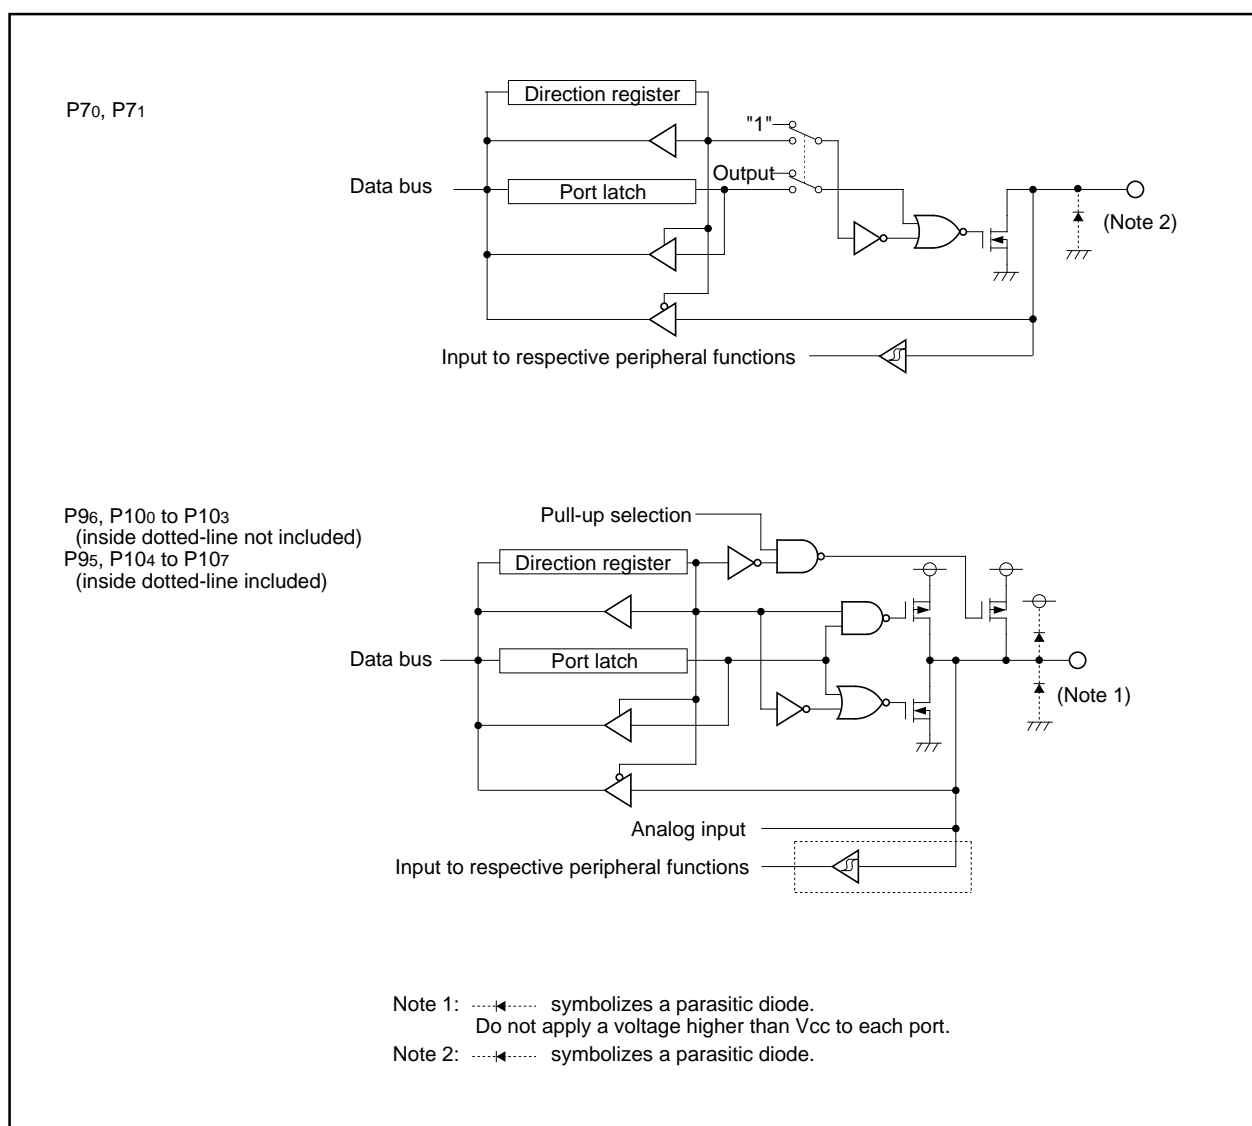 P70, P71
Direction register
"1"
Data bus
Port latch
Output
(Note 2)
Input to respective peripheral functions
P96, P100 to P103
(inside dotted-line not included)
P95, P104 to P107
(inside dotted-line included)
Pull-up selection
Direction register
Data bus
Port latch
(Note 1)
Analog input
Input to respective peripheral functions
Note 1: symbolizes a parasitic diode.
Do not apply a voltage higher than Vcc to each port.
Note 2: symbolizes a parasitic diode.